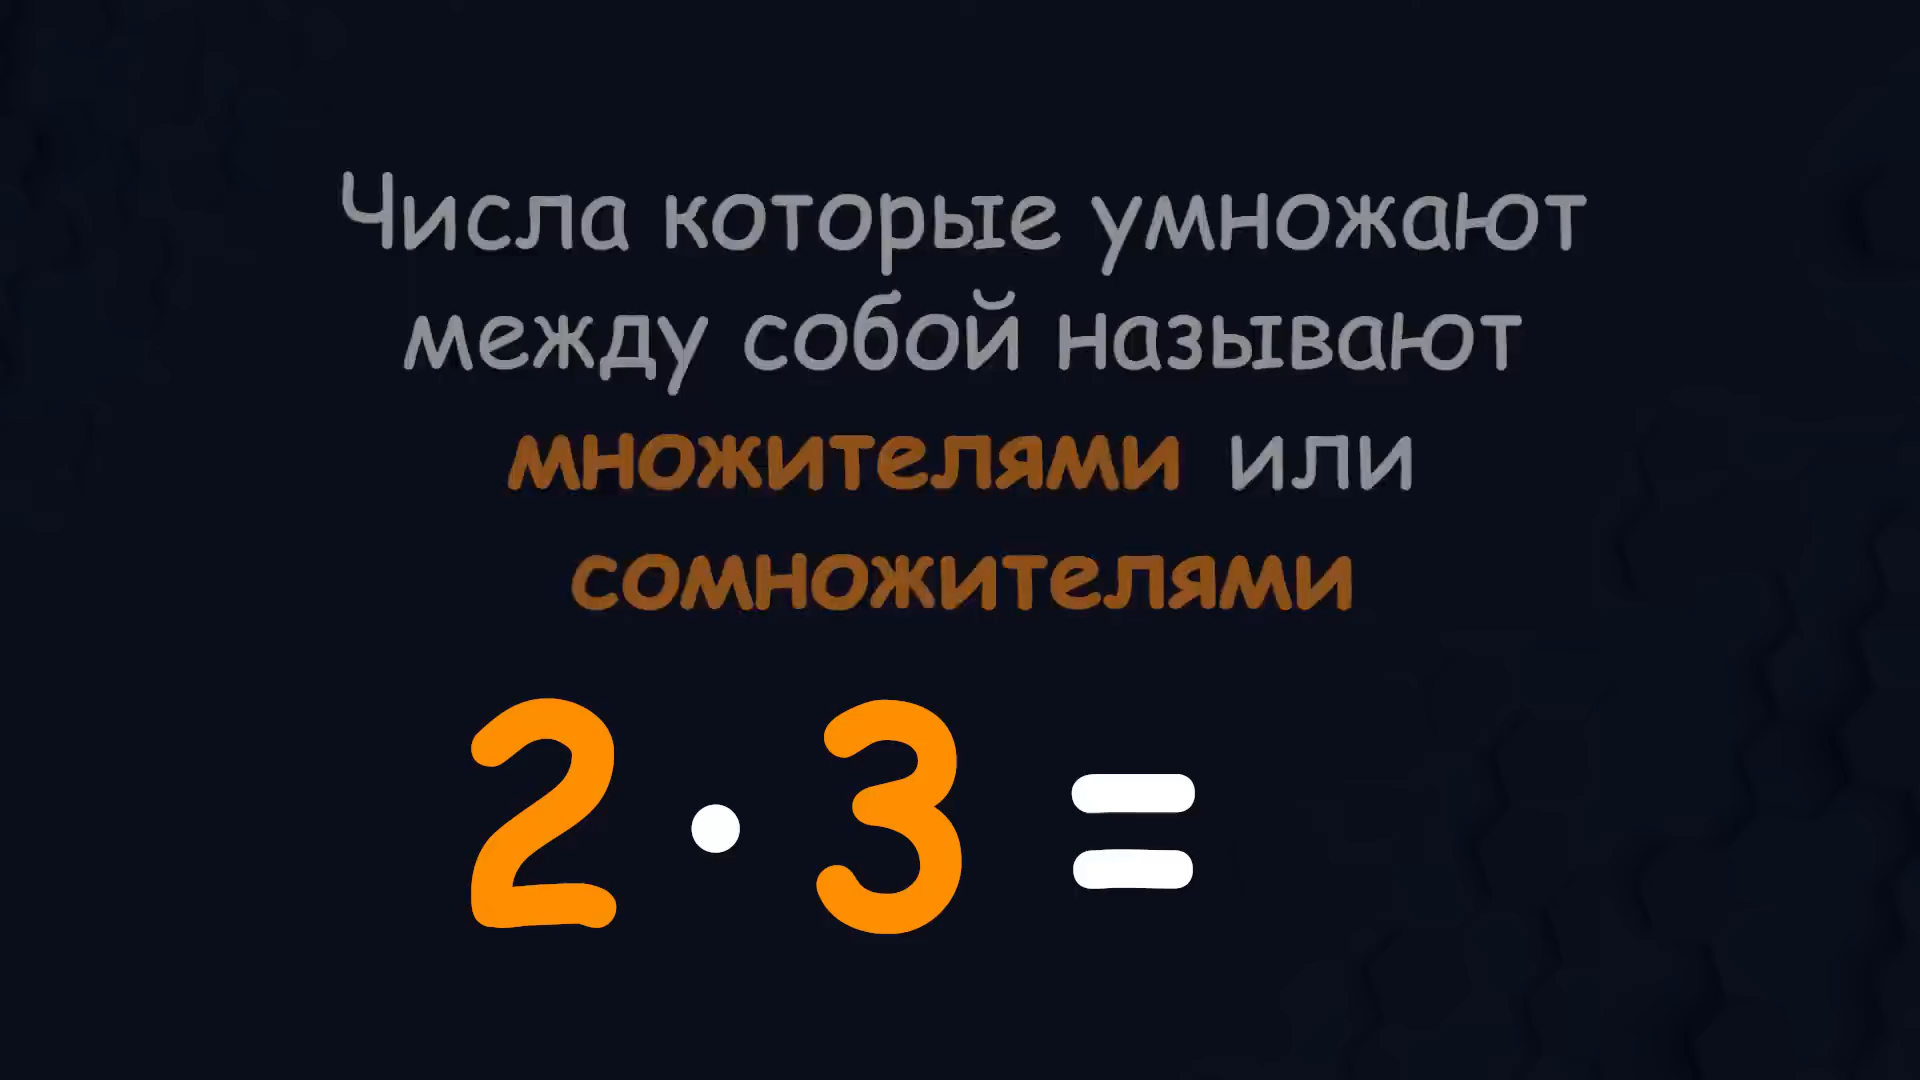 Числа которые умножают
между собой называют
множителями или
сомножителями
2 · 3 =